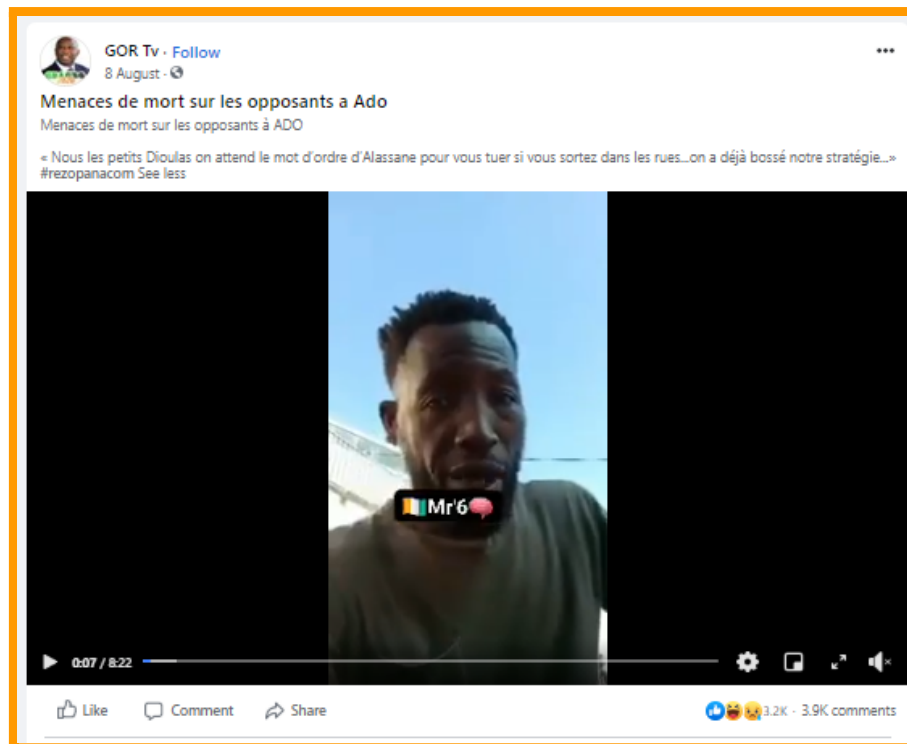 GOR Tv · Follow
8 August ·
Menaces de mort sur les opposants a Ado
Menaces de mort sur les opposants à ADO
« Nous les petits Dioulas on attend le mot d'ordre d'Alassane pour vous tuer si vous sortez dans les rues...on a déjà bossé notre stratégie...»
#rezopanacom See less
Mr'6
0:07 / 8:22
Like Comment Share 3.2K · 3.9K comments